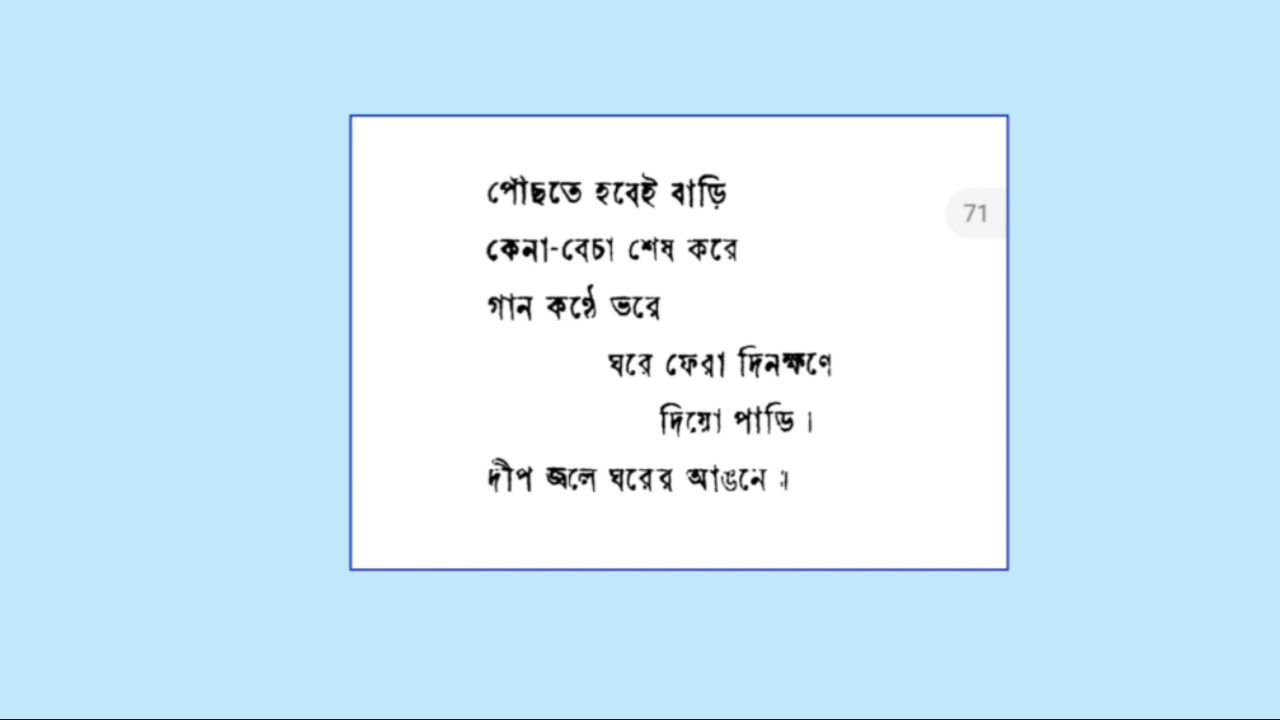 পৌঁছতে হবেই বাড়ি
কেনা-বেচা শেষ করে
71
গান কণ্ঠে ভরে
ঘরে ফেরা দিনক্ষণে
দিয়ো পাড়ি।
দীপ জ্বলে ঘরের আঙনে॥